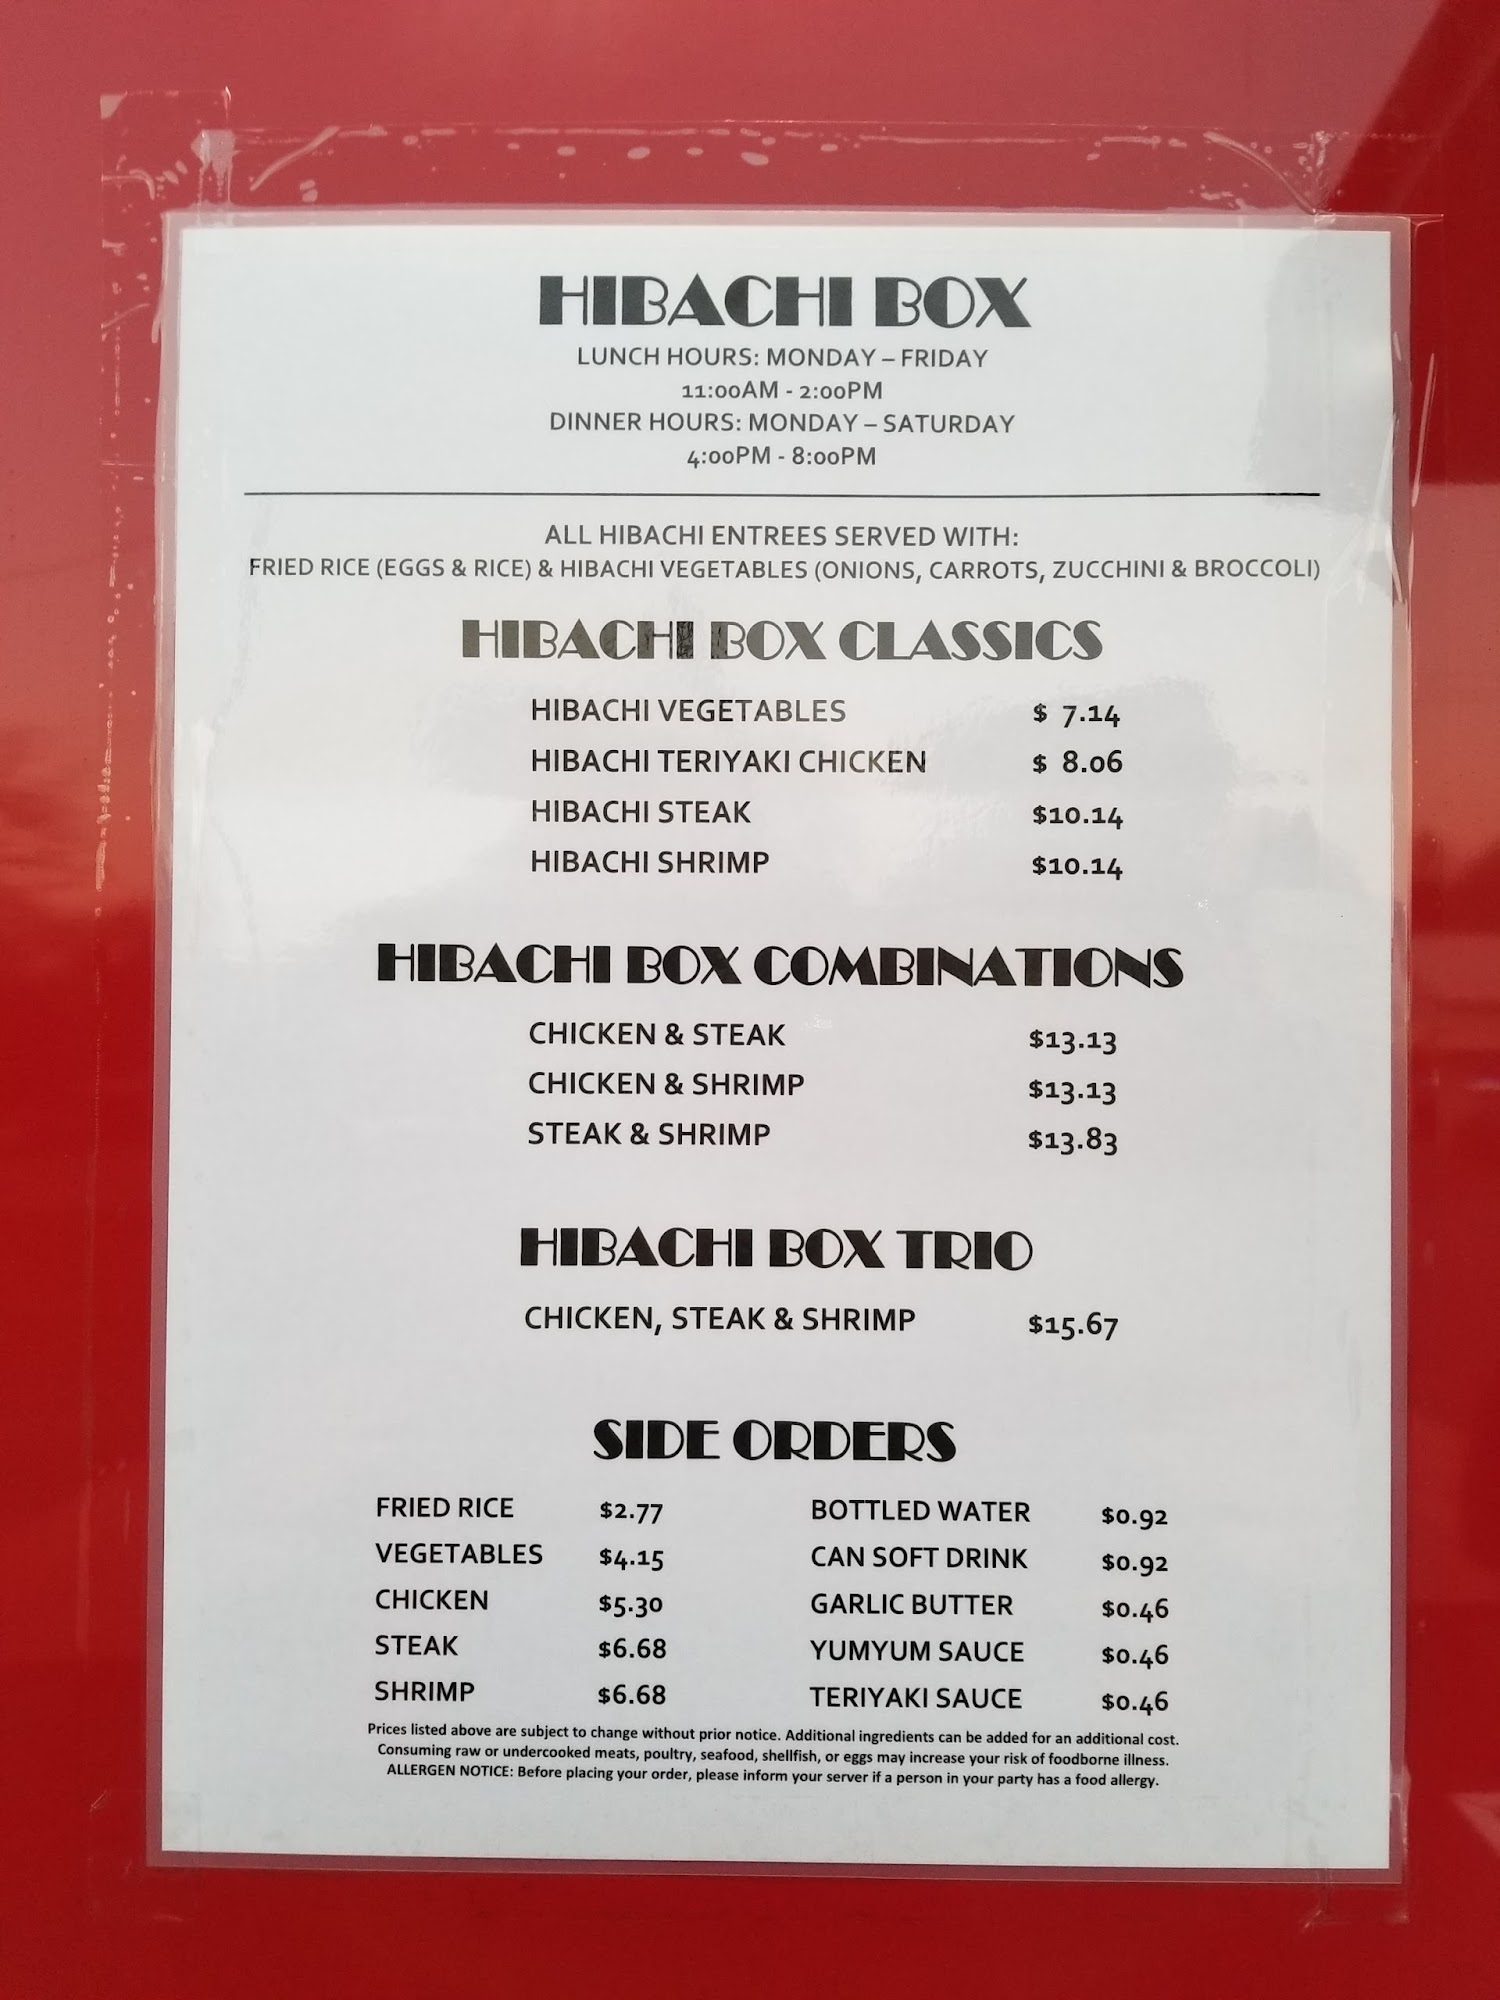 HIBACHI BOX
LUNCH HOURS: MONDAY – FRIDAY
11:00AM - 2:00PM
DINNER HOURS: MONDAY – SATURDAY
4:00PM - 8:00PM
ALL HIBACHI ENTREES SERVED WITH:
FRIED RICE (EGGS & RICE) & HIBACHI VEGETABLES (ONIONS, CARROTS, ZUCCHINI & BROCCOLI)
HIBACHI BOX CLASSICS
HIBACHI VEGETABLES $ 7.14
HIBACHI TERIYAKI CHICKEN $ 8.06
HIBACHI STEAK $10.14
HIBACHI SHRIMP $10.14
HIBACHI BOX COMBINATIONS
CHICKEN & STEAK $13.13
CHICKEN & SHRIMP $13.13
STEAK & SHRIMP $13.83
HIBACHI BOX TRIO
CHICKEN, STEAK & SHRIMP $15.67
SIDE ORDERS
FRIED RICE $2.77 BOTTLED WATER $0.92
VEGETABLES $4.15 CAN SOFT DRINK $0.92
CHICKEN $5.30 GARLIC BUTTER $0.46
STEAK $6.68 YUMYUM SAUCE $0.46
SHRIMP $6.68 TERIYAKI SAUCE $0.46
Prices listed above are subject to change without prior notice. Additional ingredients can be added for an additional cost.
Consuming raw or undercooked meats, poultry, seafood, shellfish, or eggs may increase your risk of foodborne illness.
ALLERGEN NOTICE: Before placing your order, please inform your server if a person in your party has a food allergy.